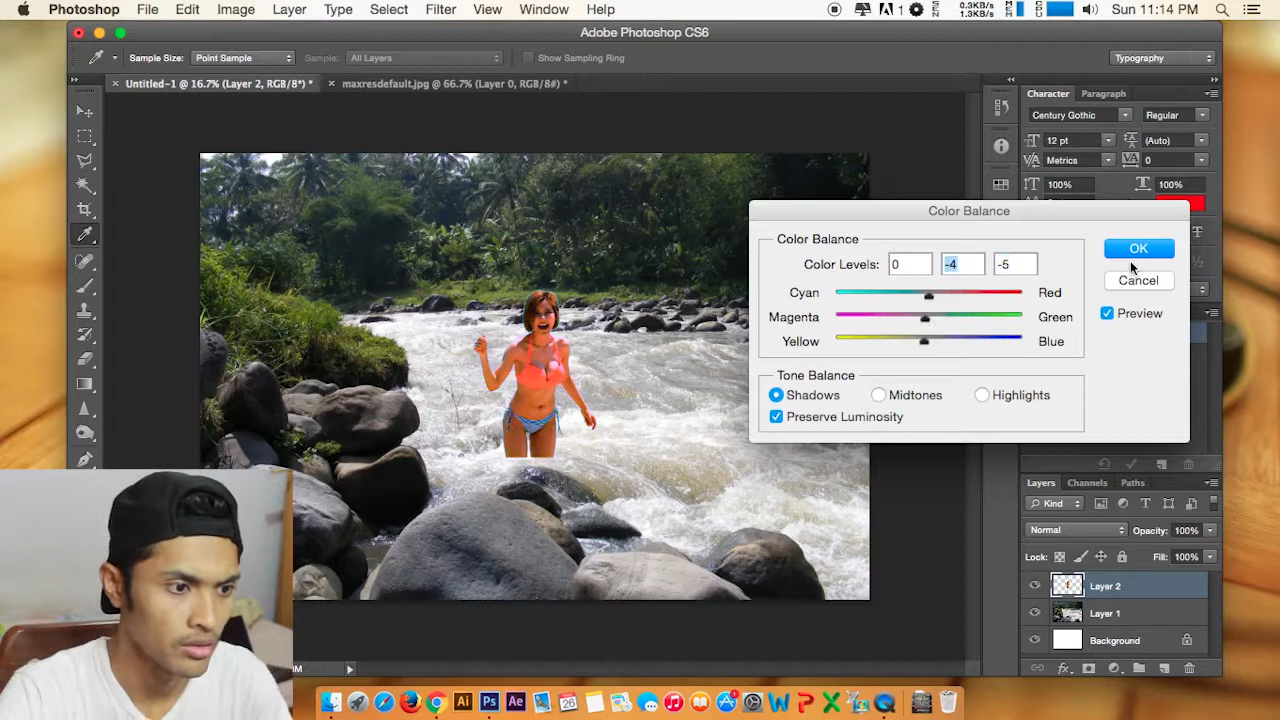 Photoshop File Edit Image Layer Type Select Filter View Window Help 0.3KB/s 1.3KB/s 1 Sun 11:14 PM
Adobe Photoshop CS6
Sample Size: Point Sample Sample: All Layers Show Sampling Ring Typography
Untitled-1 @ 16.7% (Layer 2, RGB/8*) * maxresdefault.jpg @ 66.7% (Layer 0, RGB/8#) *
Character Paragraph
Century Gothic Regular
12 pt (Auto)
Metrics 0
100% 100%
Color Balance
Color Balance
Color Levels: 0 -4 -5
OK
Cancel
Preview
Cyan Red
Magenta Green
Yellow Blue
Tone Balance
Shadows Midtones Highlights
Preserve Luminosity
Layers Channels Paths
Kind
Normal Opacity: 100%
Lock: Fill: 100%
Layer 2
Layer 1
Background